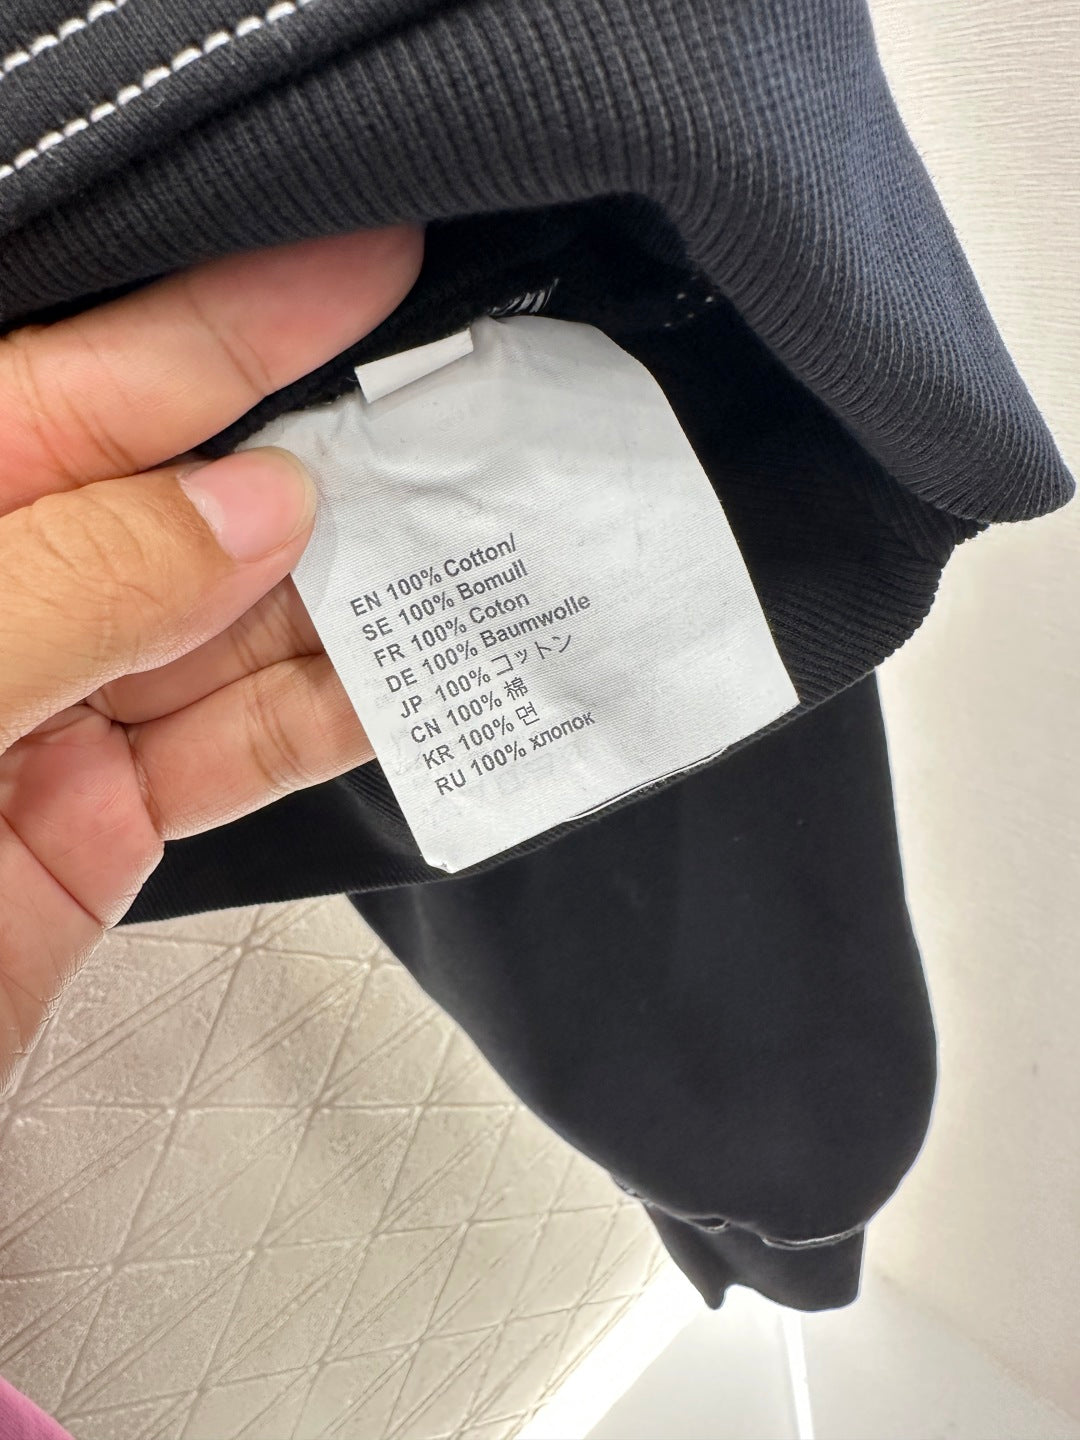 EN 100% Cotton/
SE 100% Bomull
FR 100% Coton
DE 100% Baumwolle
JP 100% コットン
CN 100% 棉
KR 100% 면
RU 100% хлопок